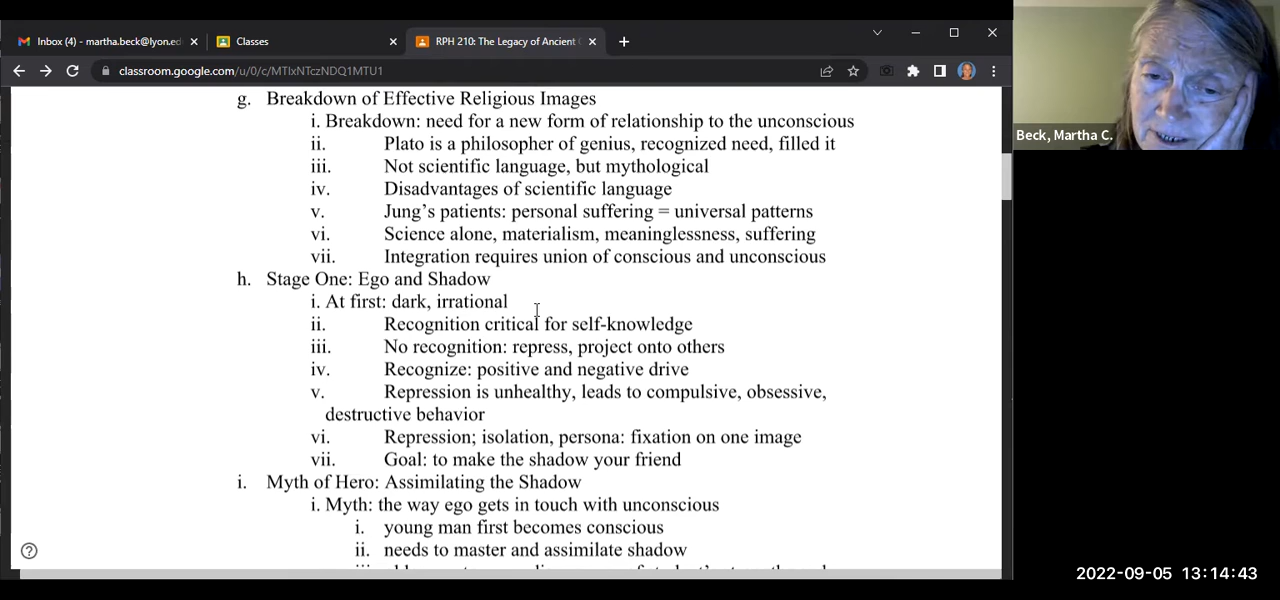 Inbox (4) - martha.beck@lyon.ed
Classes
RPH 210: The Legacy of Ancient
classroom.google.com/u/0/c/MTIxNTczNDQ1MTU1
g. Breakdown of Effective Religious Images
i. Breakdown: need for a new form of relationship to the unconscious
ii. Plato is a philosopher of genius, recognized need, filled it
iii. Not scientific language, but mythological
iv. Disadvantages of scientific language
v. Jung’s patients: personal suffering = universal patterns
vi. Science alone, materialism, meaninglessness, suffering
vii. Integration requires union of conscious and unconscious
h. Stage One: Ego and Shadow
i. At first: dark, irrational
ii. Recognition critical for self-knowledge
iii. No recognition: repress, project onto others
iv. Recognize: positive and negative drive
v. Repression is unhealthy, leads to compulsive, obsessive,
destructive behavior
vi. Repression; isolation, persona: fixation on one image
vii. Goal: to make the shadow your friend
i. Myth of Hero: Assimilating the Shadow
i. Myth: the way ego gets in touch with unconscious
i. young man first becomes conscious
ii. needs to master and assimilate shadow
Beck, Martha C.
2022-09-05 13:14:43